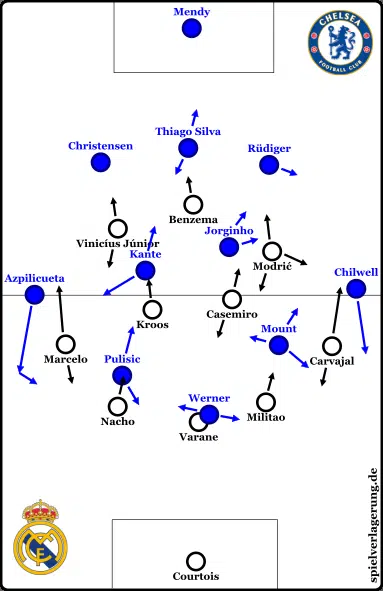 Mendy
CHELSEA
FOOTBALL CLUB
Thiago Silva
Christensen
Rüdiger
Benzema
Jorginho
Vinicíus Júnior
Kante
Modrić
Azpilicueta
Chilwell
Casemiro
Kroos
Mount
Marcelo
Pulisic
Carvajal
Werner
Nacho
Militao
Varane
spielverlagerung.de
Courtois